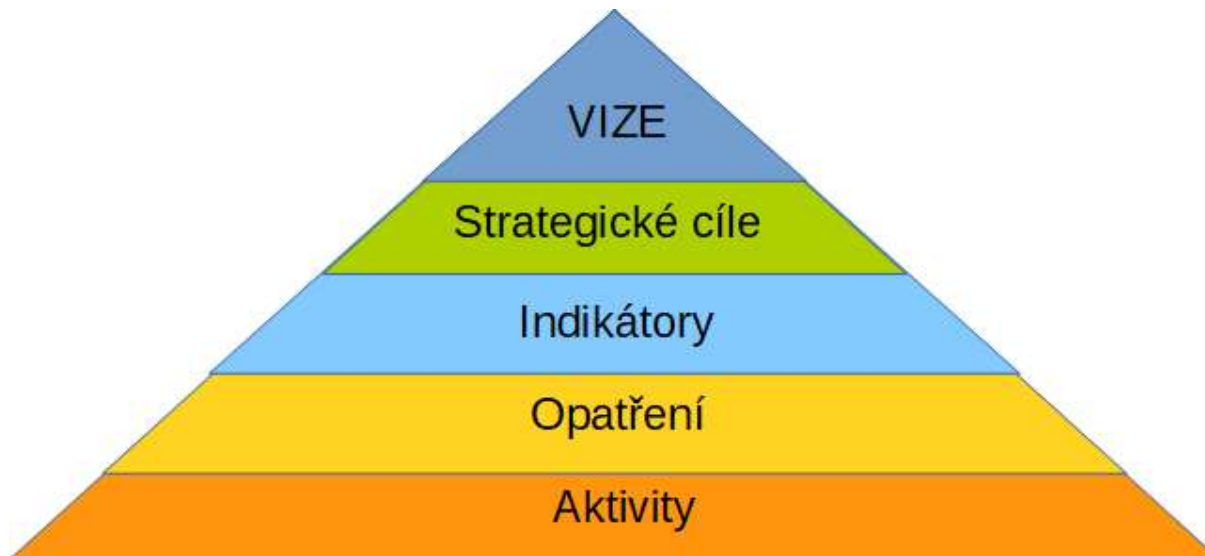 VIZE
Strategické cíle
Indikátory
Opatření
Aktivity